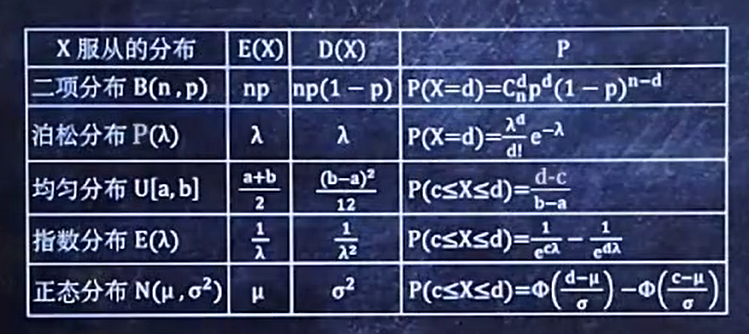 X 服从的分布 E(X) D(X) P
二项分布 B(n,p) np np(1−p) P(X=d)=Cₙᵈpᵈ(1−p)ⁿ⁻ᵈ
泊松分布 P(λ) λ λ P(X=d)=λᵈ/d! e⁻λ
均匀分布 U[a,b] a+b/2 (b−a)²/12 P(c≤X≤d)=d-c/b−a
指数分布 E(λ) 1/λ 1/λ² P(c≤X≤d)=1/e^cλ − 1/e^dλ
正态分布 N(μ,σ²) μ σ² P(c≤X≤d)=Φ(d−μ/σ)−Φ(c−μ/σ)